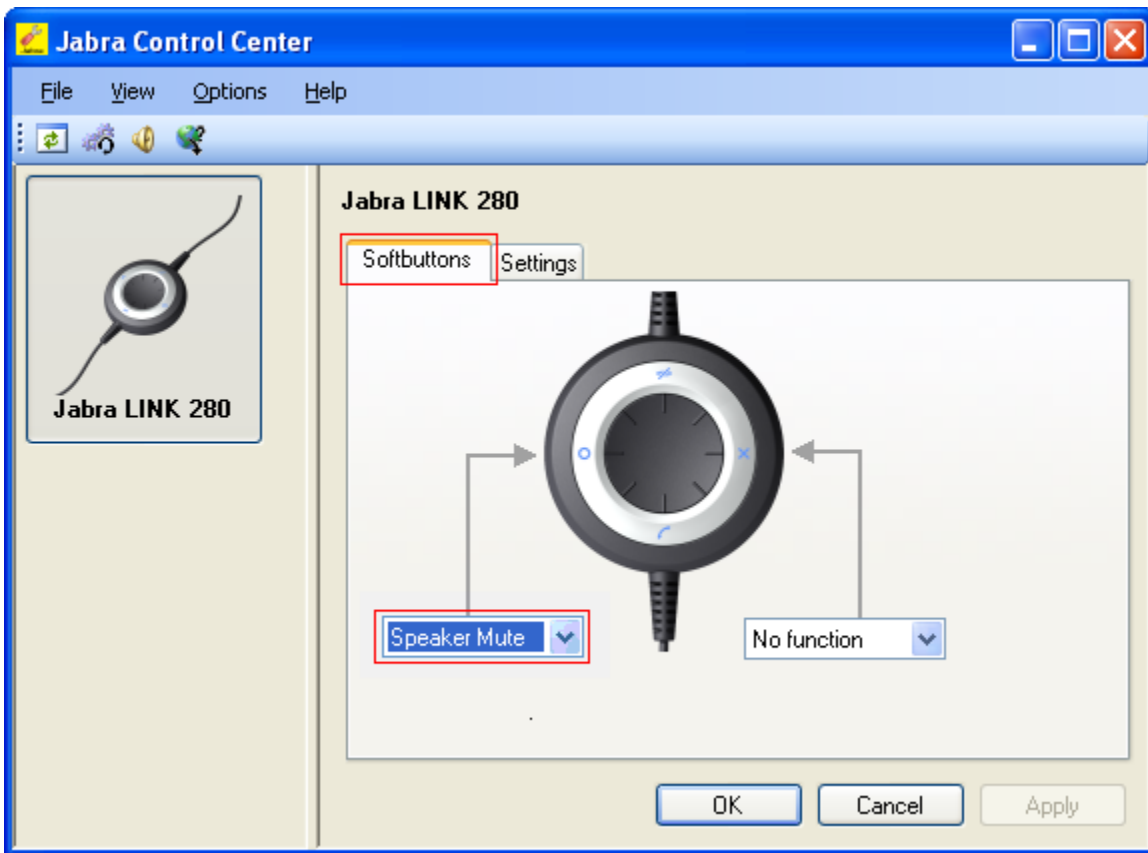 Jabra Control Center
File View Options Help
Jabra LINK 280
Jabra LINK 280
Softbuttons Settings
Speaker Mute
No function
OK Cancel Apply